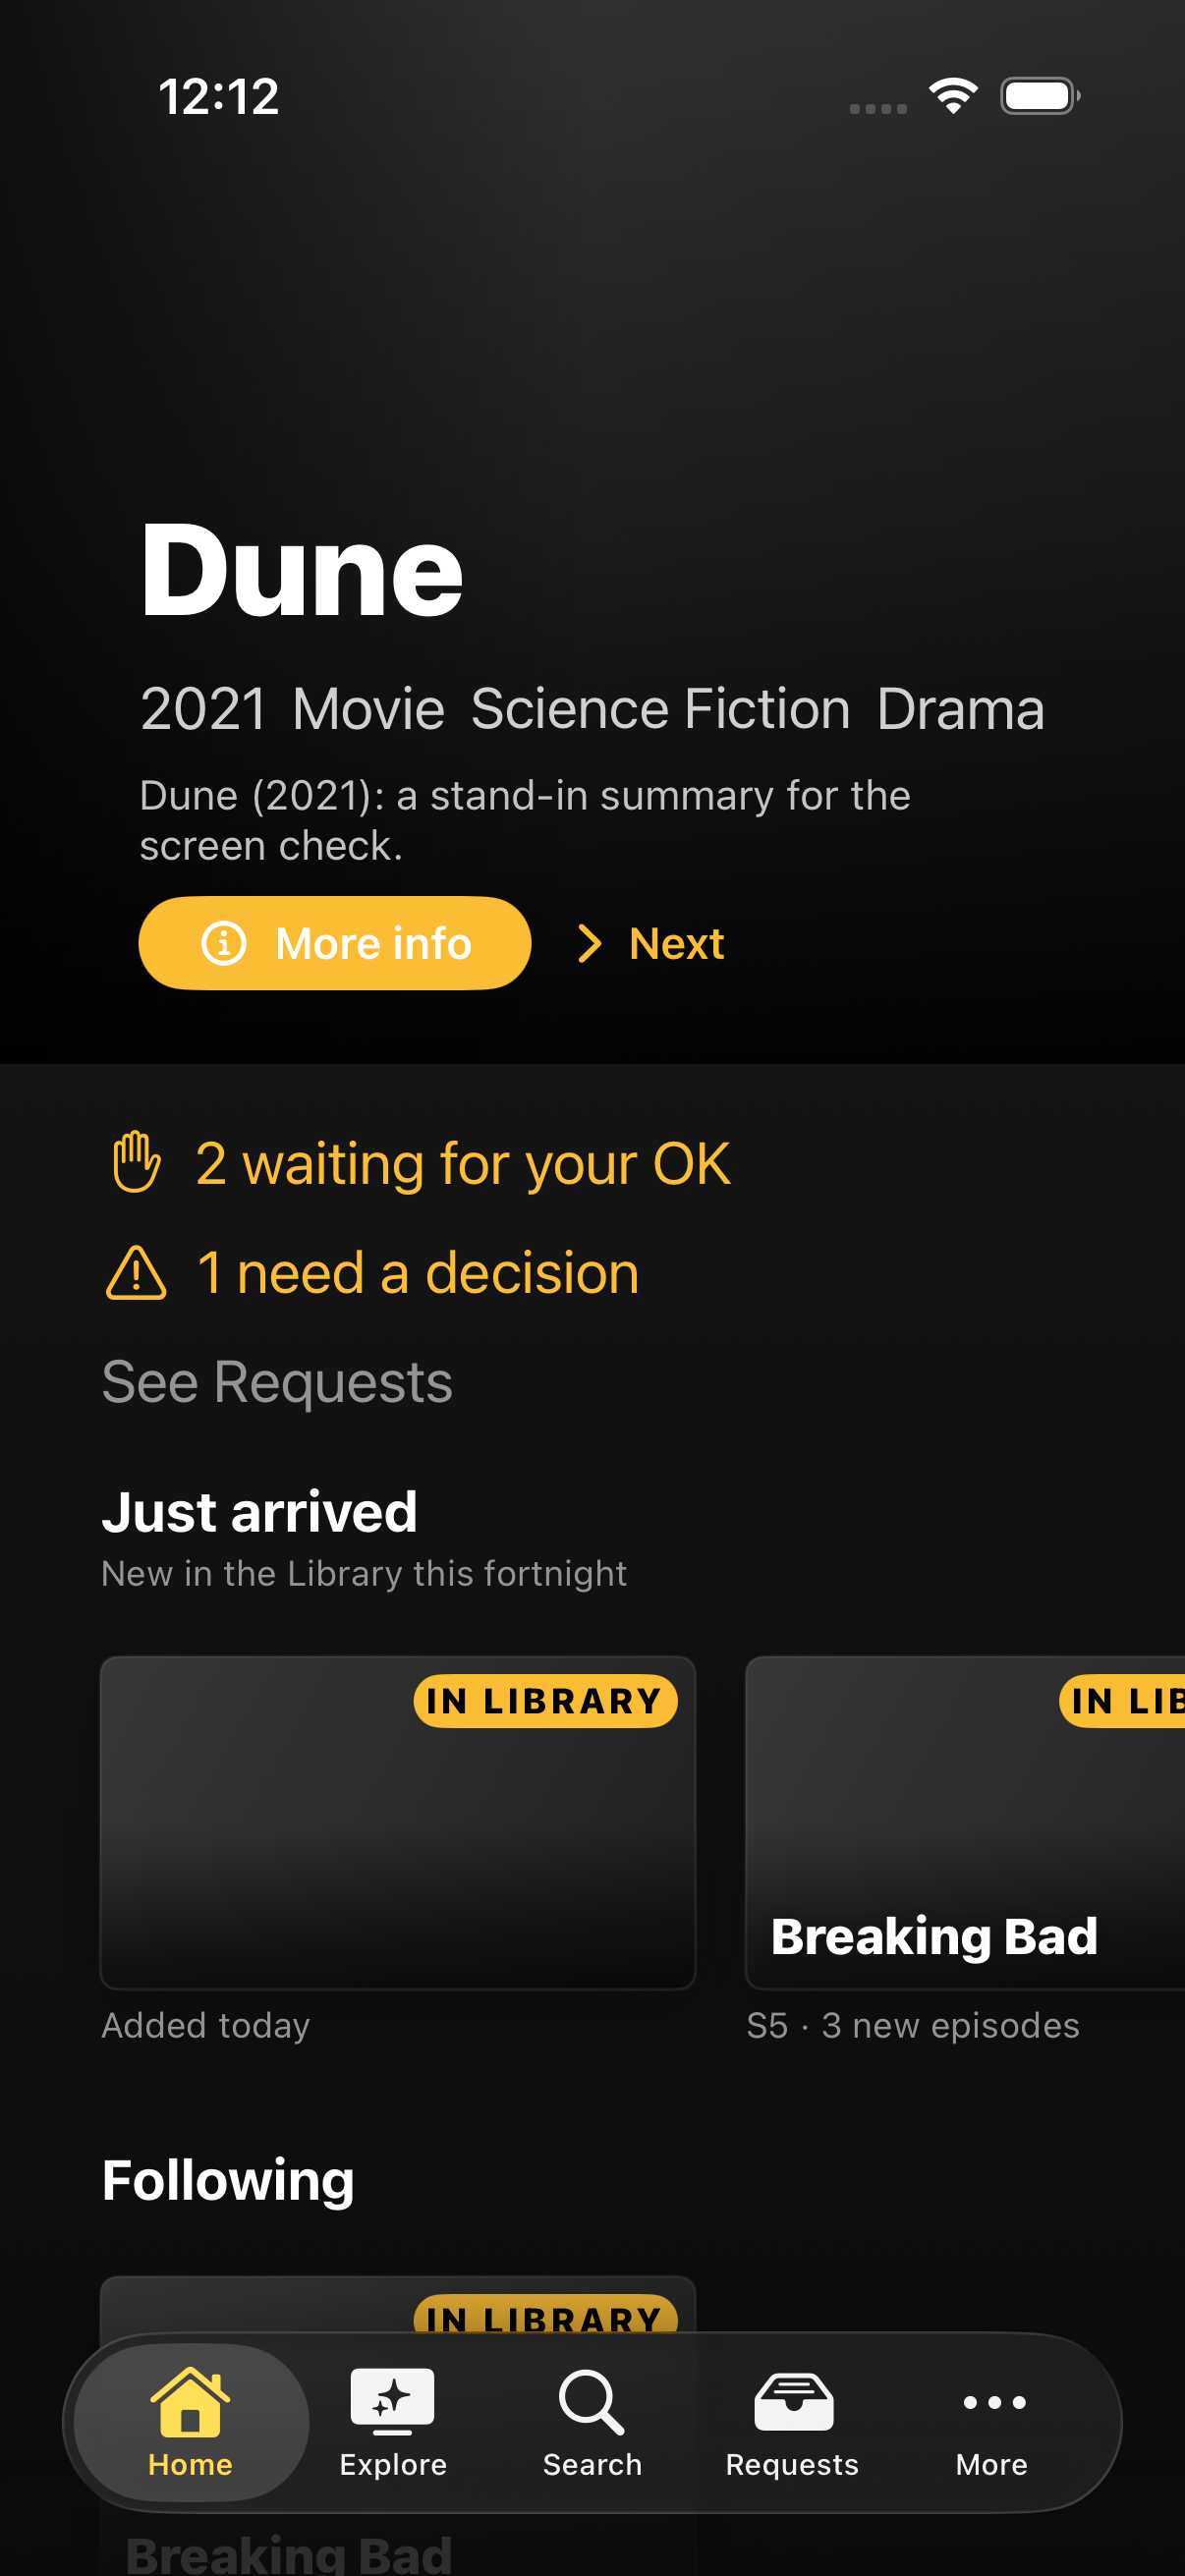 12:12
Dune
2021 Movie Science Fiction Drama
Dune (2021): a stand-in summary for the
screen check.
More info
Next
2 waiting for your OK
1 need a decision
See Requests
Just arrived
New in the Library this fortnight
IN LIBRARY
IN LIB
Breaking Bad
Added today
S5 · 3 new episodes
Following
IN LIBRARY
Home
Explore
Search
Requests
More
Breaking Bad